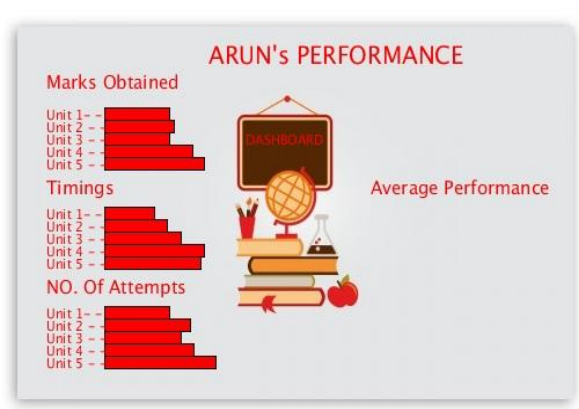 ARUN's PERFORMANCE
Marks Obtained
Unit 1- -
Unit 2 - -
Unit 3 - -
Unit 4 - -
Unit 5 - -
DASHBOARD
Timings
Average Performance
Unit 1- -
Unit 2 - -
Unit 3 - -
Unit 4 - -
Unit 5 - -
NO. Of Attempts
Unit 1- -
Unit 2 - -
Unit 3 - -
Unit 4 - -
Unit 5 - -